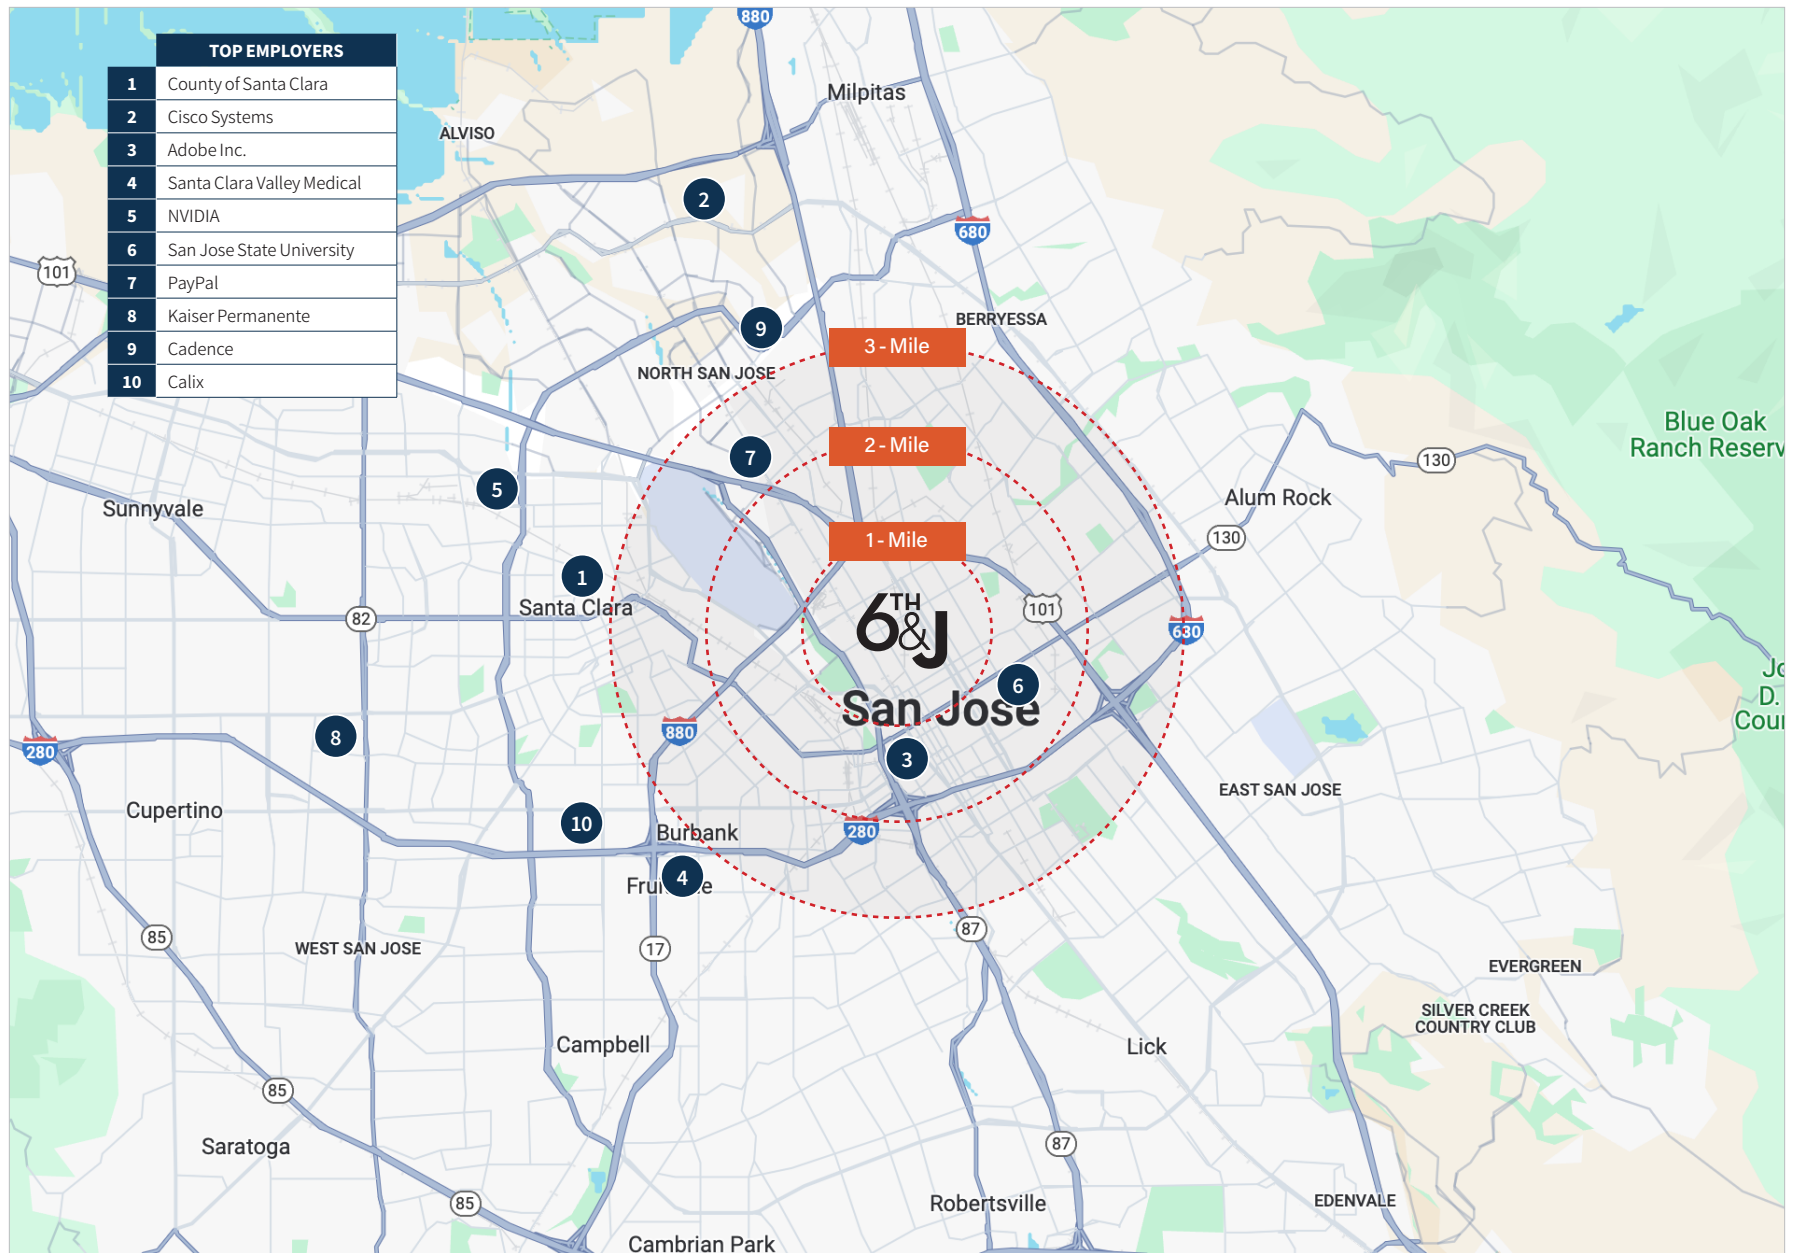 880
TOP EMPLOYERS
1 County of Santa Clara
2 Cisco Systems
3 Adobe Inc.
4 Santa Clara Valley Medical
5 NVIDIA
6 San Jose State University
7 PayPal
8 Kaiser Permanente
9 Cadence
10 Calix
Milpitas
ALVISO
2
680
101
BERRYESSA
9
3 - Mile
NORTH SAN JOSE
Blue Oak
Ranch Reserv
2 - Mile
7
130
5
Alum Rock
Sunnyvale
1 - Mile
130
1
Santa Clara
101
82
6TH
&J
630
6
San Jose
Jo
D.
Coun
880
8
280
3
EAST SAN JOSE
Cupertino
10
Burbank
280
4
85
WEST SAN JOSE
17
87
EVERGREEN
SILVER CREEK
COUNTRY CLUB
Campbell
Lick
85
Saratoga
87
85
Robertsville
EDENVALE
Cambrian Park